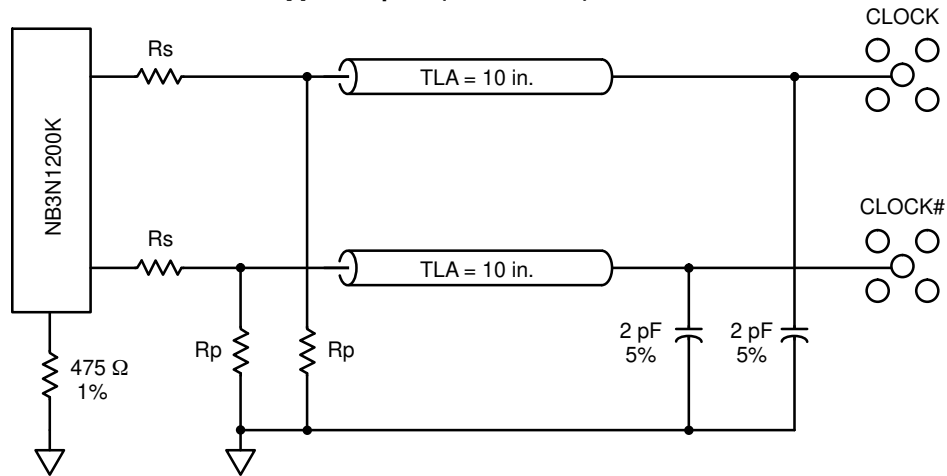 CLOCK
Rs
TLA = 10 in.
NB3N1200K
CLOCK#
Rs
TLA = 10 in.
Rp
Rp
2 pF
5%
2 pF
5%
475 Ω
1%